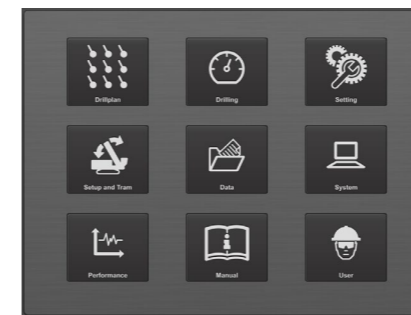 Drillplan
Drilling
Setting
Setup and Tram
Data
System
Performance
Manual
User